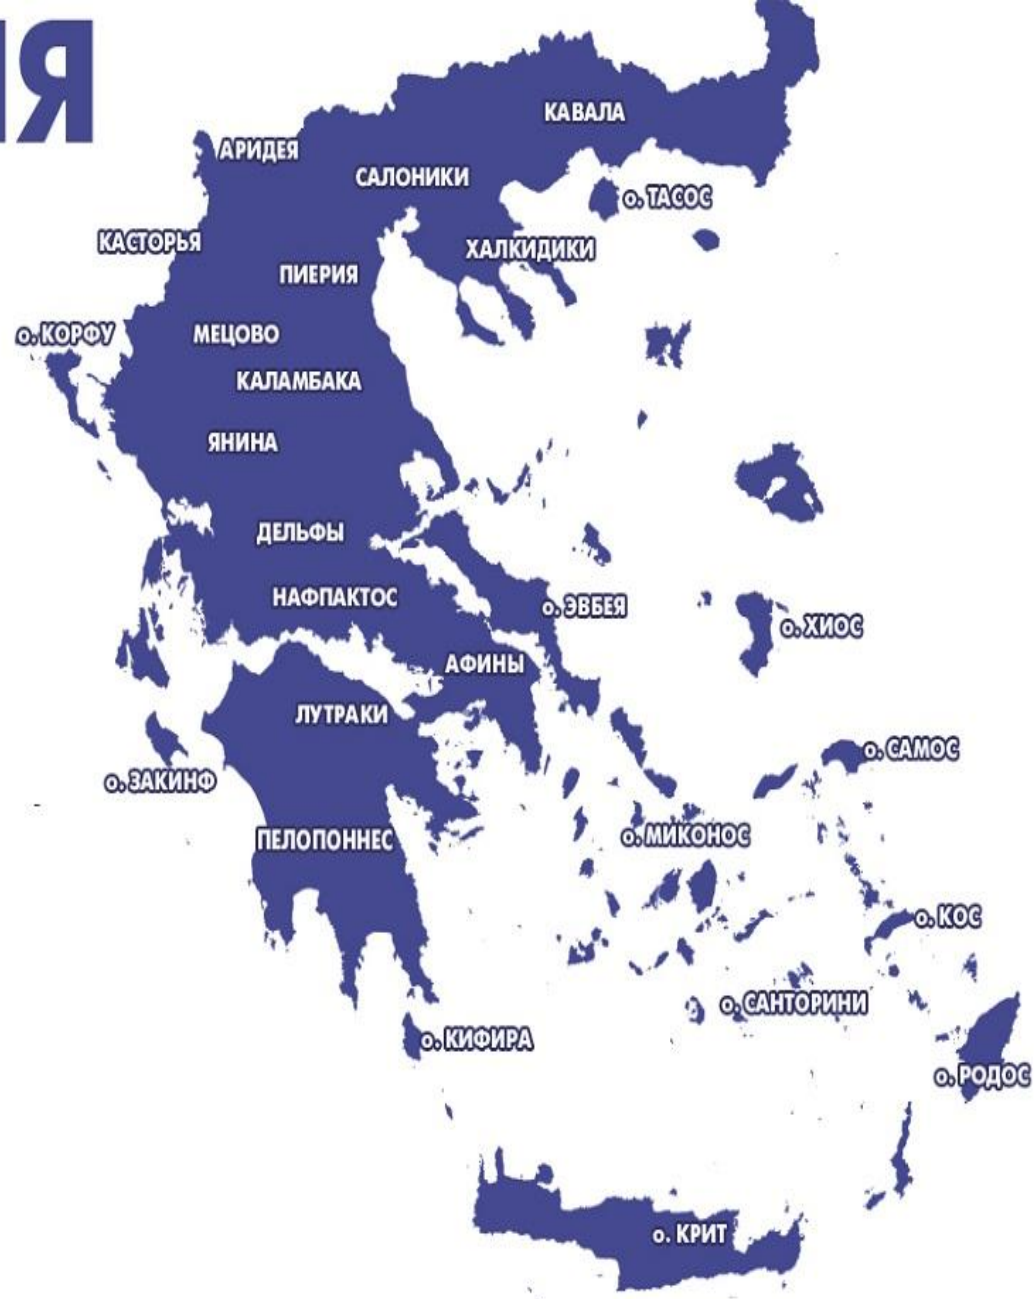 ИЯ
КАВАЛА
АРИДЕЯ
САЛОНИКИ
о. ТАСОС
КАСТОРЬЯ
ХАЛКИДИКИ
ПИЕРИЯ
о. КОРФУ
МЕЦОВО
КАЛАМБАКА
ЯНИНА
ДЕЛЬФЫ
НАФПАКТОС
о. ЭВБЕЯ
о. ХИОС
АФИНЫ
ЛУТРАКИ
о. САМОС
о. ЗАКИНФ
о. МИКОНОС
ПЕЛОПОННЕС
о. КОС
о. САНТОРИНИ
о. КИФИРА
о. РОДОС
о. КРИТ